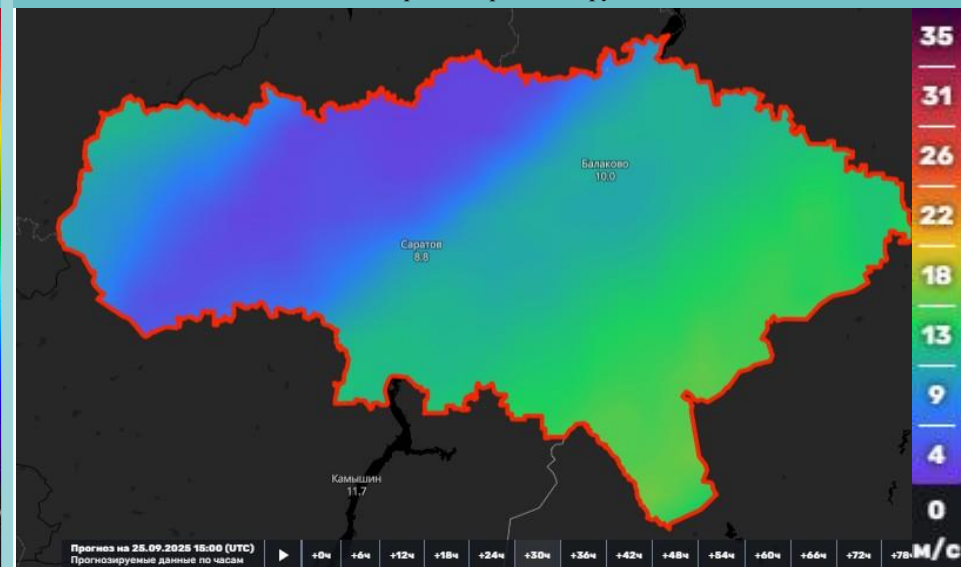 35
31
26
22
18
13
9
4
0
м/с
Балаково
10.0
Саратов
8.8
Камышин
11.7
Прогноз на 25.09.2025 15:00 (UTC)
Прогнозируемые данные по часам
+0ч +6ч +12ч +18ч +24ч +30ч +36ч +42ч +48ч +54ч +60ч +66ч +72ч +78